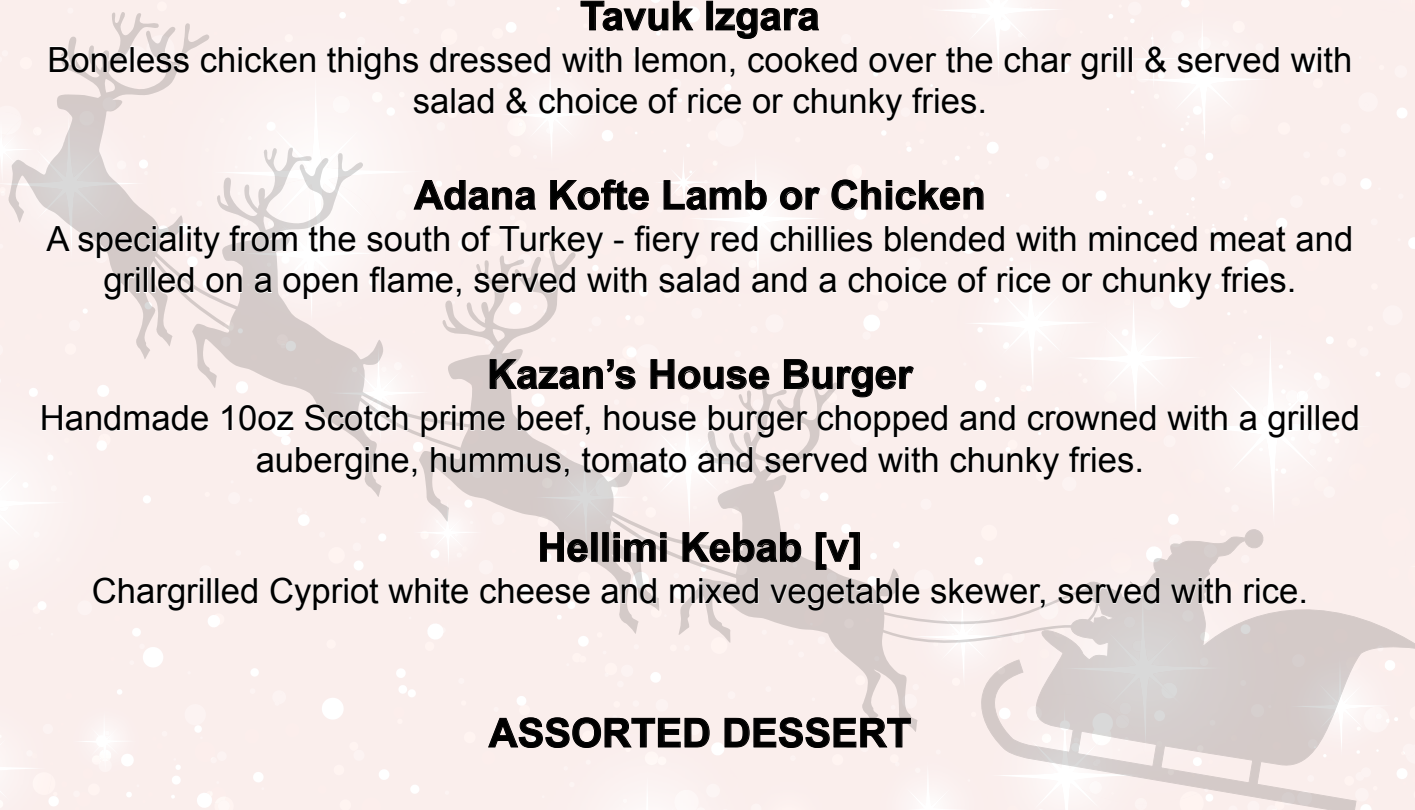 Tavuk Izgara
Boneless chicken thighs dressed with lemon, cooked over the char grill & served with
salad & choice of rice or chunky fries.
Adana Kofte Lamb or Chicken
A speciality from the south of Turkey - fiery red chillies blended with minced meat and
grilled on a open flame, served with salad and a choice of rice or chunky fries.
Kazan’s House Burger
Handmade 10oz Scotch prime beef, house burger chopped and crowned with a grilled
aubergine, hummus, tomato and served with chunky fries.
Hellimi Kebab [v]
Chargrilled Cypriot white cheese and mixed vegetable skewer, served with rice.
ASSORTED DESSERT